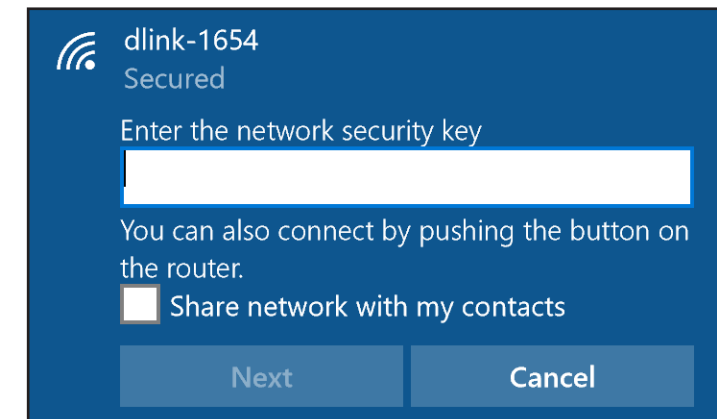 dlink-1654
Secured
Enter the network security key
You can also connect by pushing the button on
the router.
Share network with my contacts
Next
Cancel